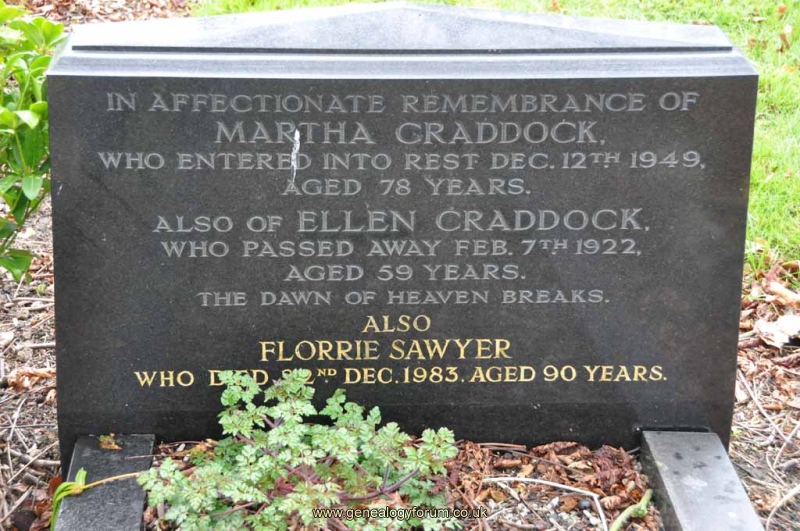 IN AFFECTIONATE REMEMBRANCE OF
MARTHA CRADDOCK,
WHO ENTERED INTO REST DEC. 12TH 1949,
AGED 78 YEARS.
ALSO OF ELLEN CRADDOCK,
WHO PASSED AWAY FEB. 7TH 1922,
AGED 59 YEARS.
THE DAWN OF HEAVEN BREAKS.
ALSO
FLORRIE SAWYER
WHO DIED DEC. 1983, AGED 90 YEARS.
www.genealogyforum.co.uk